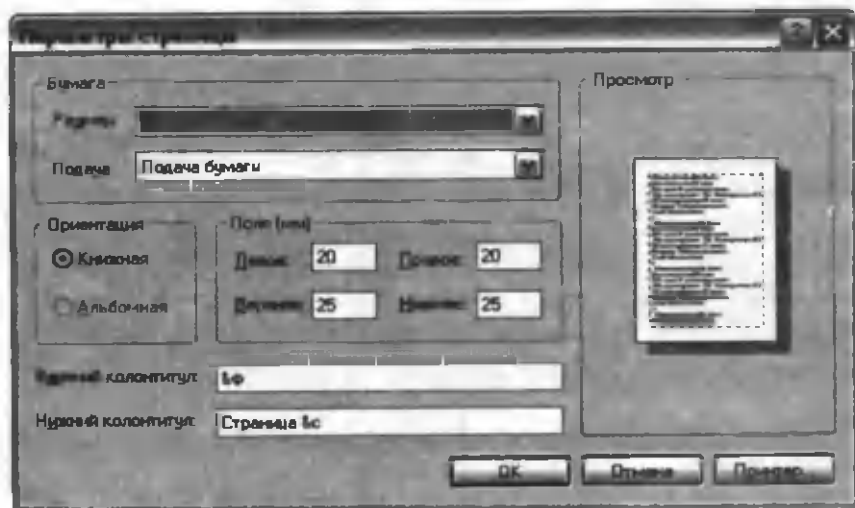 Параметры страницы
Бумага
Просмотр
Подача Подача бумаги
Ориентация
Поля (мм)
Книжная
Левое: 20 Правое: 20
Альбомная
Верхнее: 25 Нижнее: 25
Верхний колонтитул: &ф
Нижний колонтитул: Страница &с
ОК Отмена Принтер...